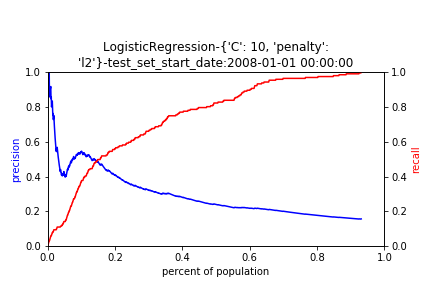 LogisticRegression-{'C': 10, 'penalty':
'l2'}-test_set_start_date:2008-01-01 00:00:00
1.0
0.8
0.6
0.4
0.2
0.0
precision
1.0
0.8
0.6
0.4
0.2
0.0
recall
0.0 0.2 0.4 0.6 0.8 1.0
percent of population